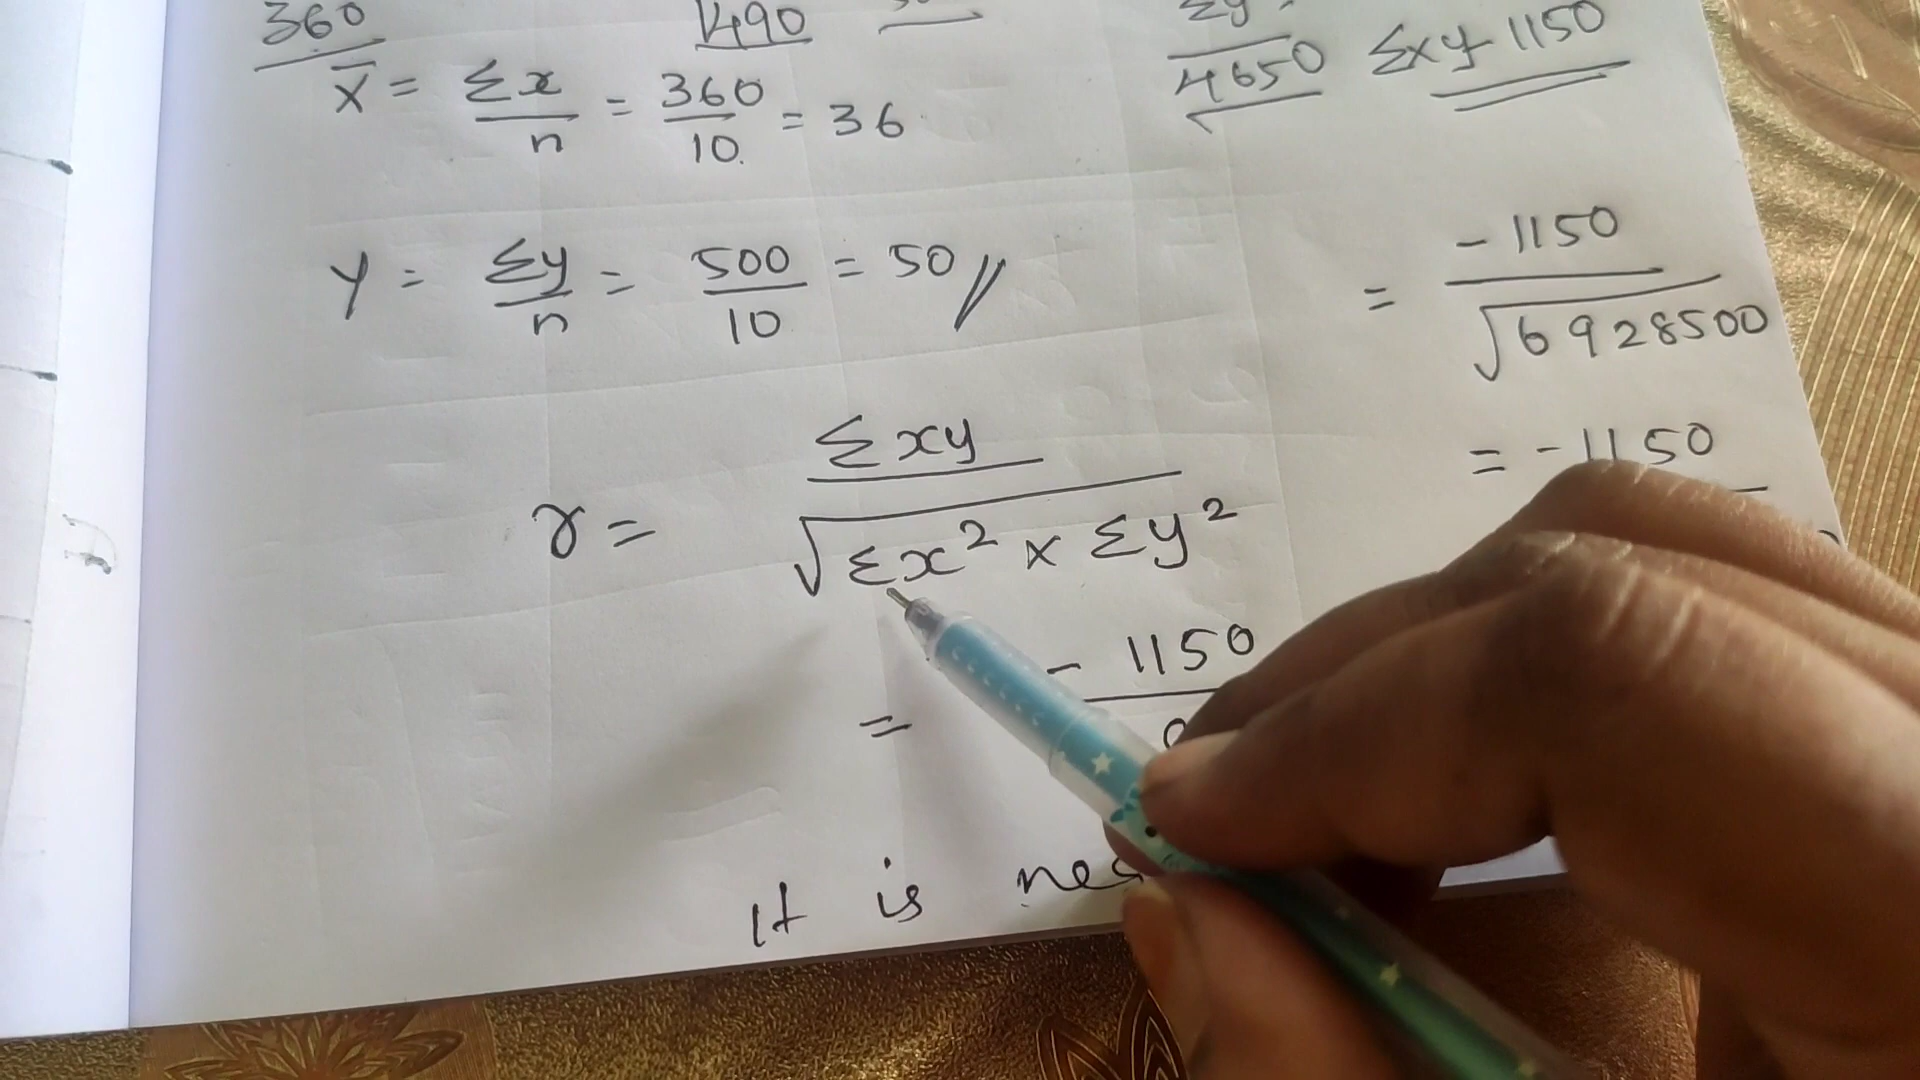 360
1490
Σy²
4650
Σxy -1150
x̄ = Σx/n = 360/10 = 36
y = Σy/n = 500/10 = 50 //
= -1150/√6928500
r = Σxy/√Σx² × Σy²
= -1150
= -1150
It is